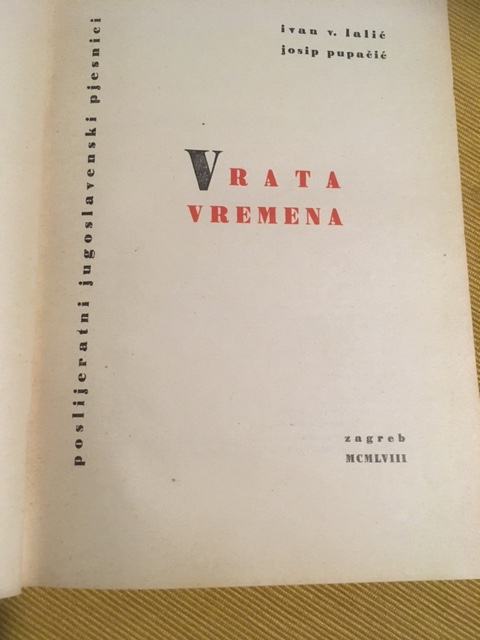 ivan v. lalić
josip pupačić
poslijeratni jugoslavenski pjesnici
VRATA
VREMENA
zagreb
MCMLVIII